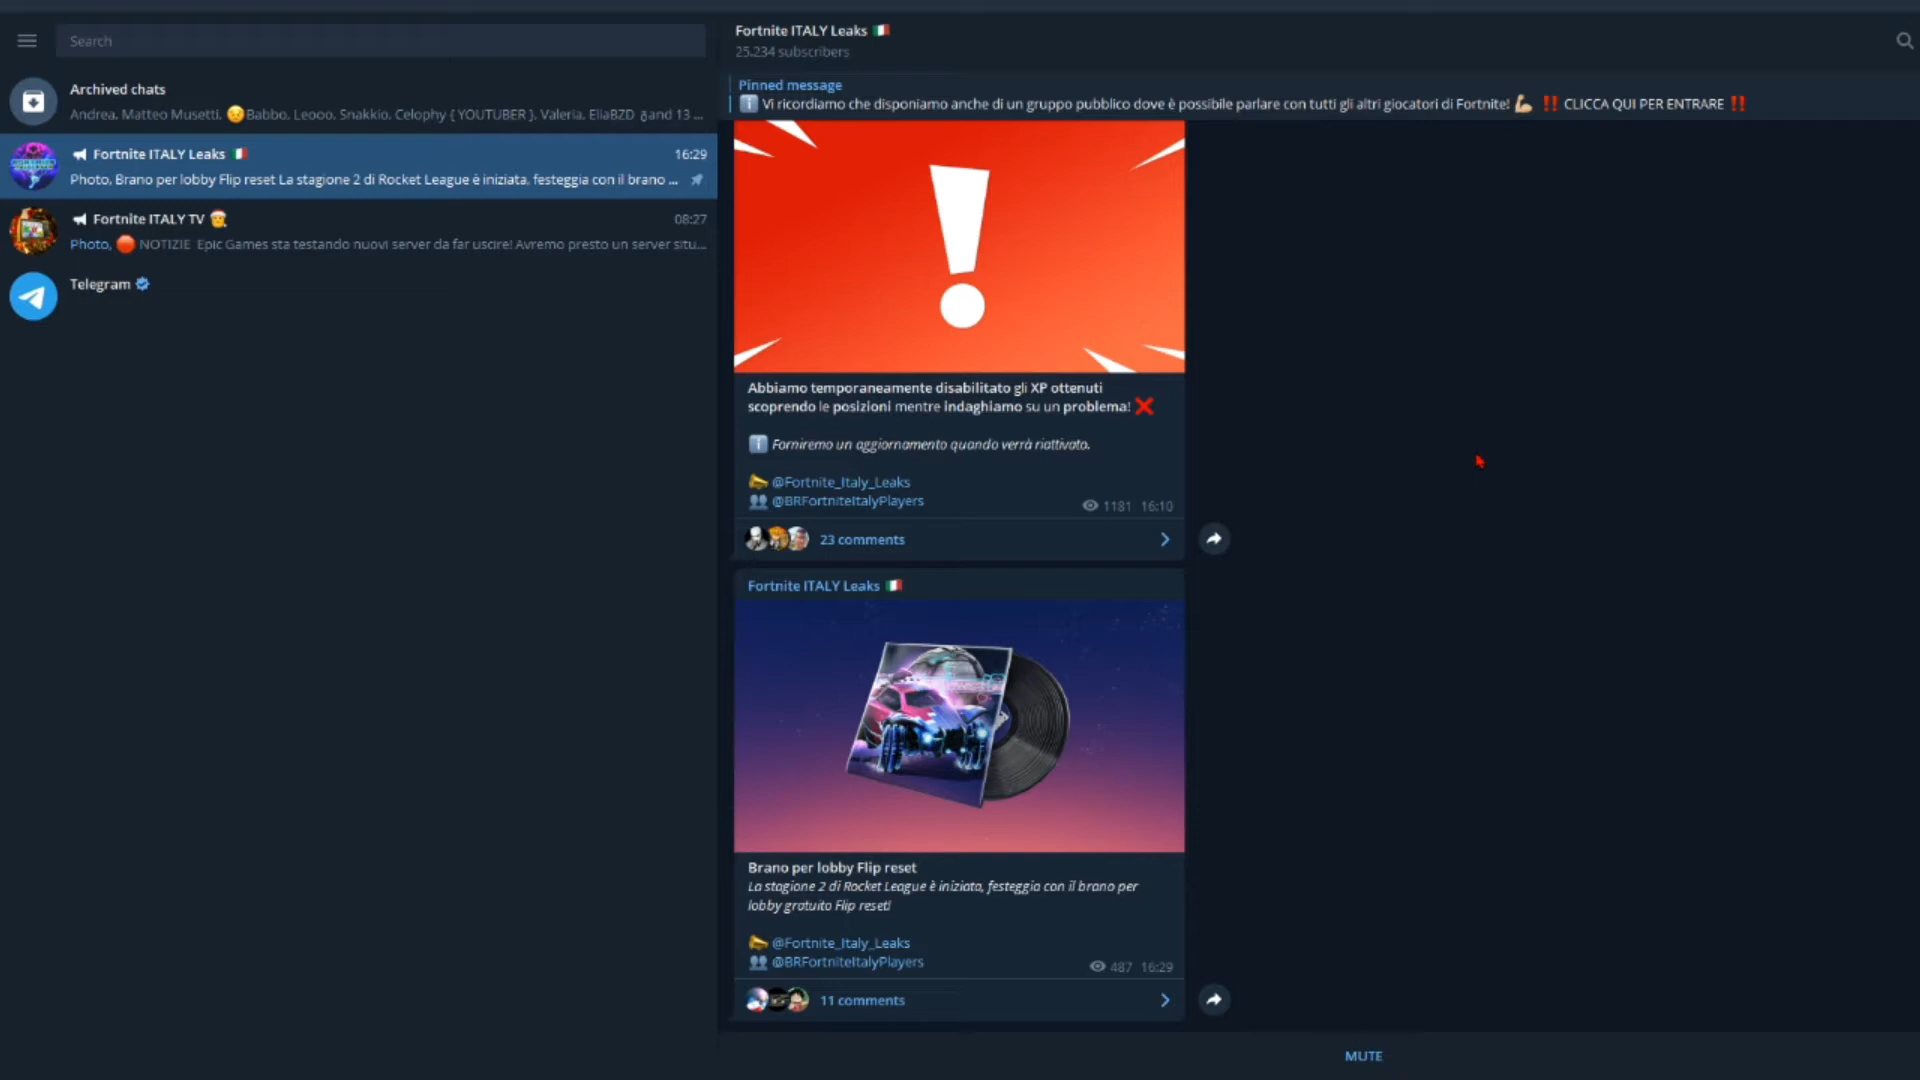 Search
Archived chats
Andrea, Matteo Musetti, 😟Babbo, Leooo, Snakkio, Celophy { YOUTUBER }, Valeria, EliaBZD and 13 ...
Fortnite ITALY Leaks 🇮🇹
16:29
Photo, Brano per lobby Flip reset La stagione 2 di Rocket League è iniziata, festeggia con il brano ...
Fortnite ITALY TV 🎅
08:27
Photo, 🔴 NOTIZIE Epic Games sta testando nuovi server da far uscire! Avremo presto un server situ...
Telegram
Fortnite ITALY Leaks 🇮🇹
25,234 subscribers
Pinned message
ℹ️ Vi ricordiamo che disponiamo anche di un gruppo pubblico dove è possibile parlare con tutti gli altri giocatori di Fortnite! 💪🏼 ‼️ CLICCA QUI PER ENTRARE ‼️
Abbiamo temporaneamente disabilitato gli XP ottenuti
scoprendo le posizioni mentre indaghiamo su un problema! ❌
ℹ️ Forniremo un aggiornamento quando verrà riattivato.
📣 @Fortnite_Italy_Leaks
👥 @BRFortniteItalyPlayers
1181 16:10
23 comments
Fortnite ITALY Leaks 🇮🇹
Brano per lobby Flip reset
La stagione 2 di Rocket League è iniziata, festeggia con il brano per
lobby gratuito Flip reset!
📣 @Fortnite_Italy_Leaks
👥 @BRFortniteItalyPlayers
487 16:29
11 comments
MUTE